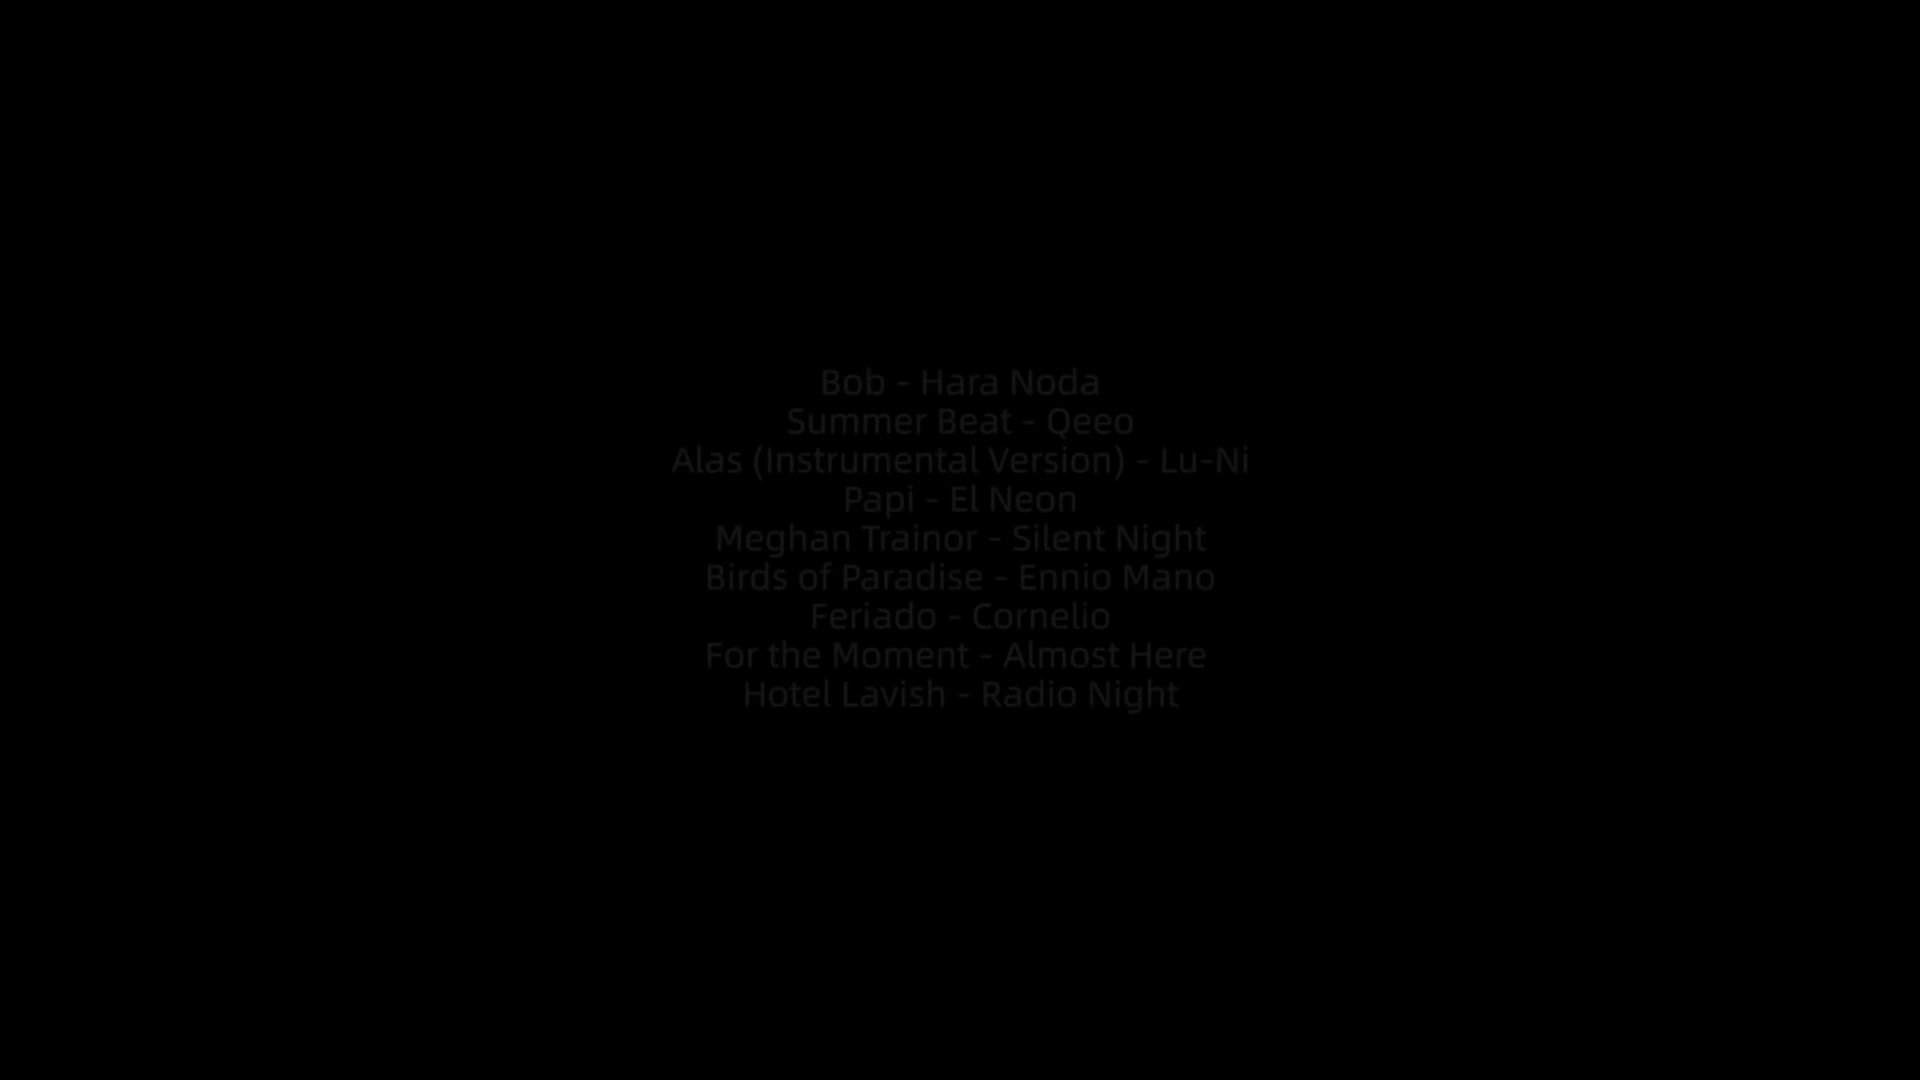 Bob - Hara Noda
Summer Beat - Qeeo
Alas (Instrumental Version) - Lu-Ni
Papi - El Neon
Meghan Trainor - Silent Night
Birds of Paradise - Ennio Mano
Feriado - Cornelio
For the Moment - Almost Here
Hotel Lavish - Radio Night